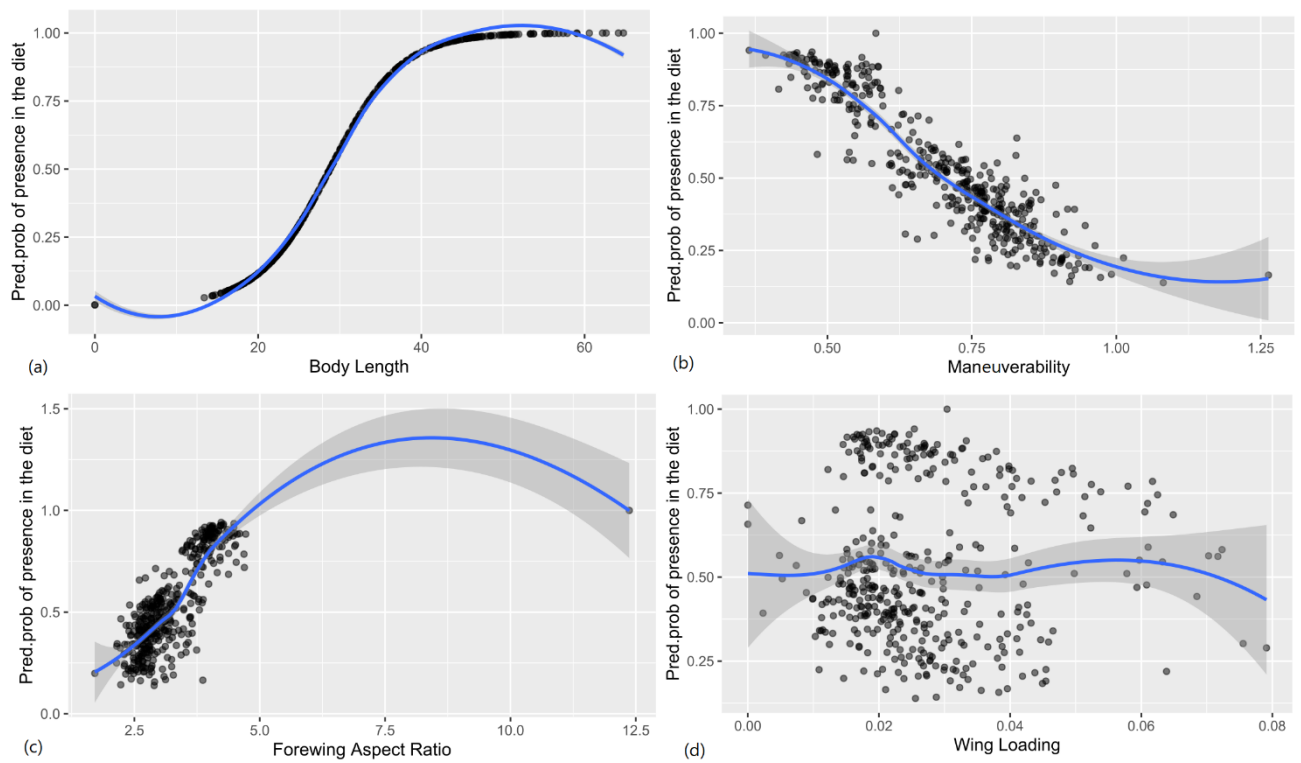 Pred.prob of presence in the diet
1.00
0.75
0.50
0.25
0.00
0 20 40 60
(a) Body Length
Pred.prob of presence in the diet
1.00
0.75
0.50
0.25
0.00
0.50 0.75 1.00 1.25
Maneuverability
(b)
Pred.prob of presence in the diet
1.5
1.0
0.5
0.0
2.5 5.0 7.5 10.0 12.5
(c) Forewing Aspect Ratio
Pred.prob of presence in the diet
1.00
0.75
0.50
0.25
0.00 0.02 0.04 0.06 0.08
(d) Wing Loading